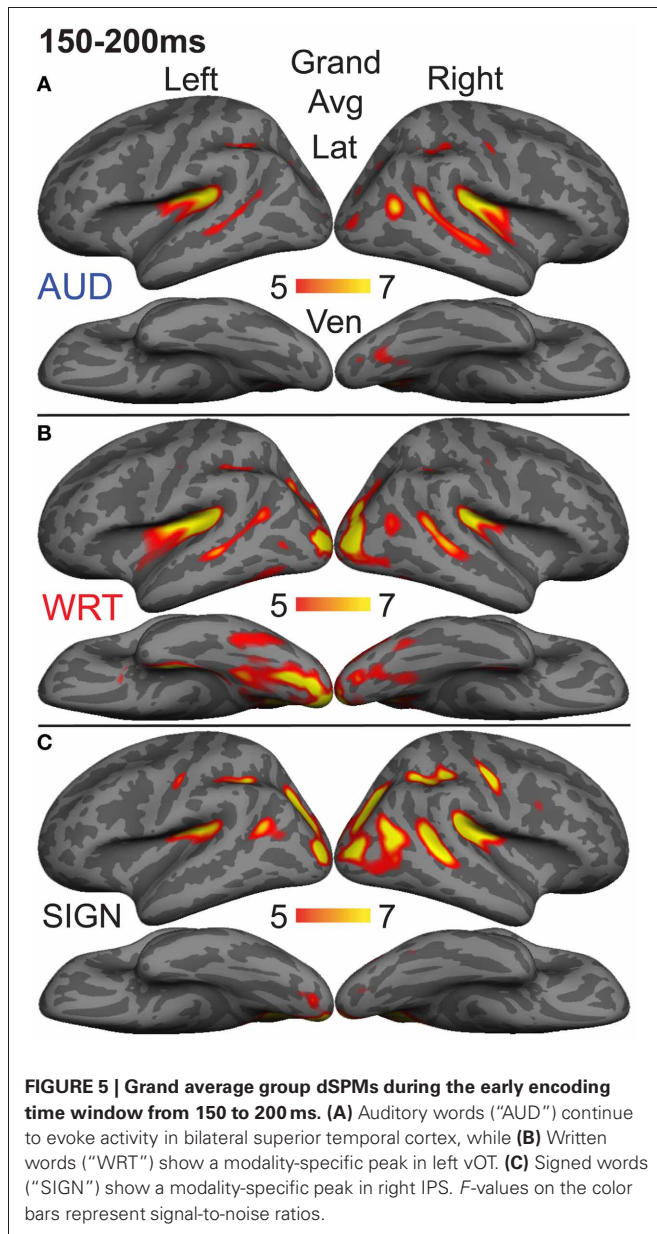 150-200ms
A
Left
Grand
Avg
Lat
Right
AUD
5
7
Ven
B
WRT
5
7
C
SIGN
5
7
FIGURE 5 | Grand average group dSPMs during the early encoding
time window from 150 to 200 ms. (A) Auditory words (“AUD”) continue
to evoke activity in bilateral superior temporal cortex, while (B) Written
words (“WRT”) show a modality-specific peak in left vOT. (C) Signed words
(“SIGN”) show a modality-specific peak in right IPS. F-values on the color
bars represent signal-to-noise ratios.